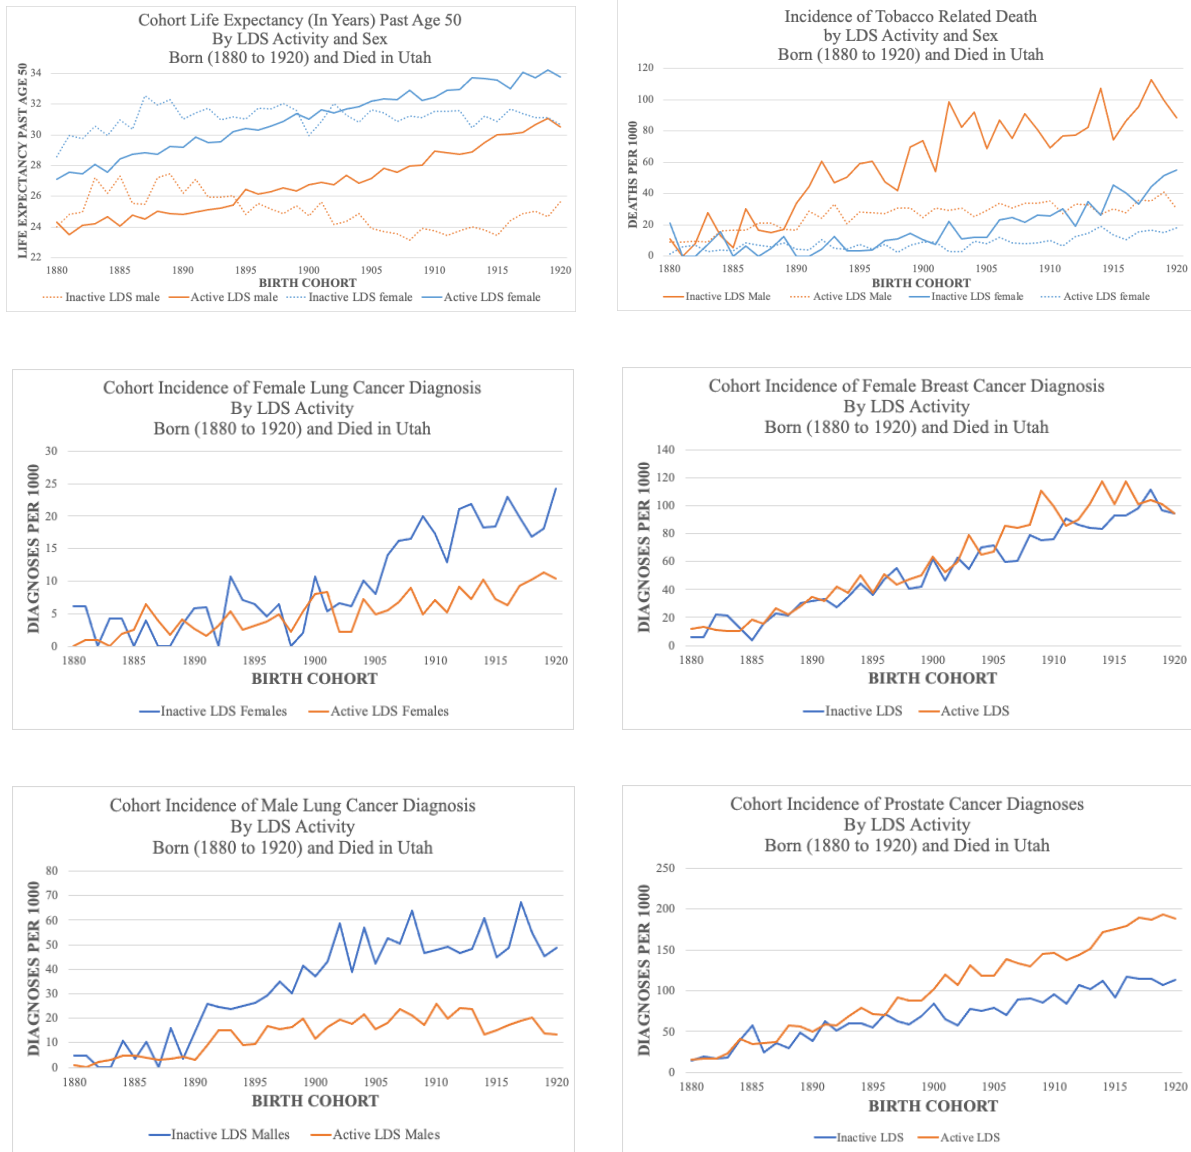 Cohort Life Expectancy (In Years) Past Age 50
By LDS Activity and Sex
Born (1880 to 1920) and Died in Utah
LIFE EXPECTANCY PAST AGE 50
34
32
30
28
26
24
22
1880 1885 1890 1895 1900 1905 1910 1915 1920
BIRTH COHORT
Inactive LDS male Active LDS male Inactive LDS female Active LDS female
Incidence of Tobacco Related Death
by LDS Activity and Sex
Born (1880 to 1920) and Died in Utah
DEATHS PER 1000
120
100
80
60
40
20
0
1880 1885 1890 1895 1900 1905 1910 1915 1920
BIRTH COHORT
Inactive LDS Male Active LDS Male Inactive LDS female Active LDS female
Cohort Incidence of Female Lung Cancer Diagnosis
By LDS Activity
Born (1880 to 1920) and Died in Utah
DIAGNOSES PER 1000
30
25
20
15
10
5
0
1880 1885 1890 1895 1900 1905 1910 1915 1920
BIRTH COHORT
Inactive LDS Females Active LDS Females
Cohort Incidence of Female Breast Cancer Diagnosis
By LDS Activity
Born (1880 to 1920) and Died in Utah
DIAGNOSES PER 1000
140
120
100
80
60
40
20
0
1880 1885 1890 1895 1900 1905 1910 1915 1920
BIRTH COHORT
Inactive LDS Active LDS
Cohort Incidence of Male Lung Cancer Diagnosis
By LDS Activity
Born (1880 to 1920) and Died in Utah
DIAGNOSES PER 1000
80
70
60
50
40
30
20
10
0
1880 1885 1890 1895 1900 1905 1910 1915 1920
BIRTH COHORT
Inactive LDS Malles Active LDS Males
Cohort Incidence of Prostate Cancer Diagnoses
By LDS Activity
Born (1880 to 1920) and Died in Utah
DIAGNOSES PER 1000
250
200
150
100
50
0
1880 1885 1890 1895 1900 1905 1910 1915 1920
BIRTH COHORT
Inactive LDS Active LDS